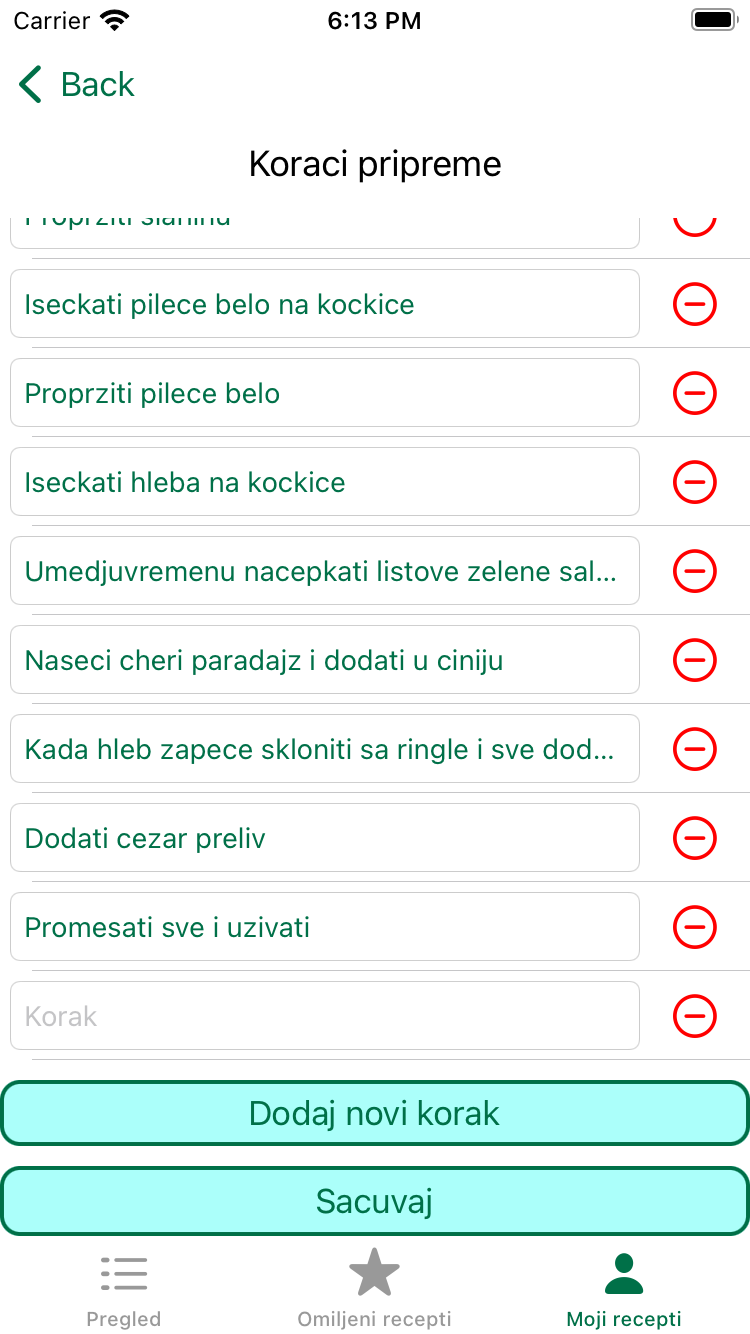 Carrier 6:13 PM
Back
Koraci pripreme
Proprziti slaninu
Iseckati pilece belo na kockice
Proprziti pilece belo
Iseckati hleba na kockice
Umedjuvremenu nacepkati listove zelene sal...
Naseci cheri paradajz i dodati u ciniju
Kada hleb zapece skloniti sa ringle i sve dod...
Dodati cezar preliv
Promesati sve i uzivati
Korak
Dodaj novi korak
Sacuvaj
Pregled Omiljeni recepti Moji recepti